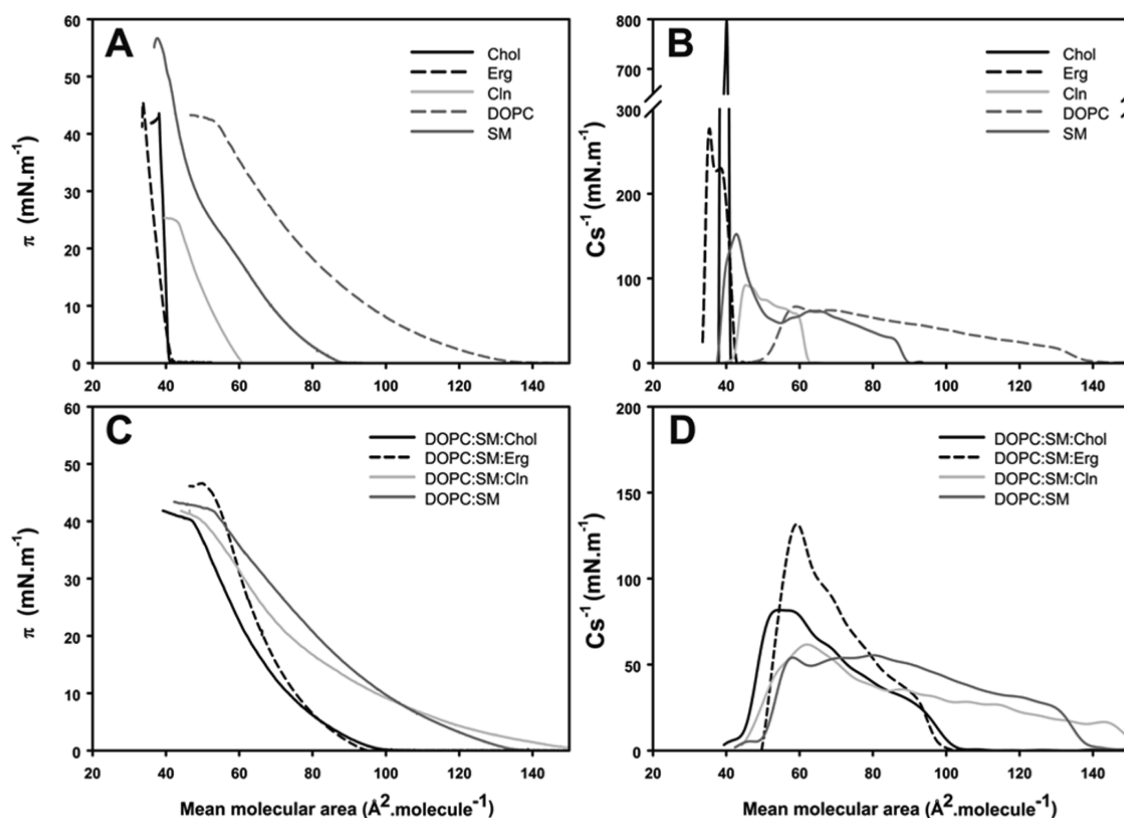 A
π (mN.m⁻¹)
60
50
40
30
20
10
0
20 40 60 80 100 120 140
Chol
Erg
Cln
DOPC
SM
B
Cs⁻¹ (mN.m⁻¹)
800
700
300
200
100
0
20 40 60 80 100 120 140
Chol
Erg
Cln
DOPC
SM
C
π (mN.m⁻¹)
60
50
40
30
20
10
0
20 40 60 80 100 120 140
Mean molecular area (Å².molecule⁻¹)
DOPC:SM:Chol
DOPC:SM:Erg
DOPC:SM:Cln
DOPC:SM
D
Cs⁻¹ (mN.m⁻¹)
200
150
100
50
0
20 40 60 80 100 120 140
Mean molecular area (Å².molecule⁻¹)
DOPC:SM:Chol
DOPC:SM:Erg
DOPC:SM:Cln
DOPC:SM